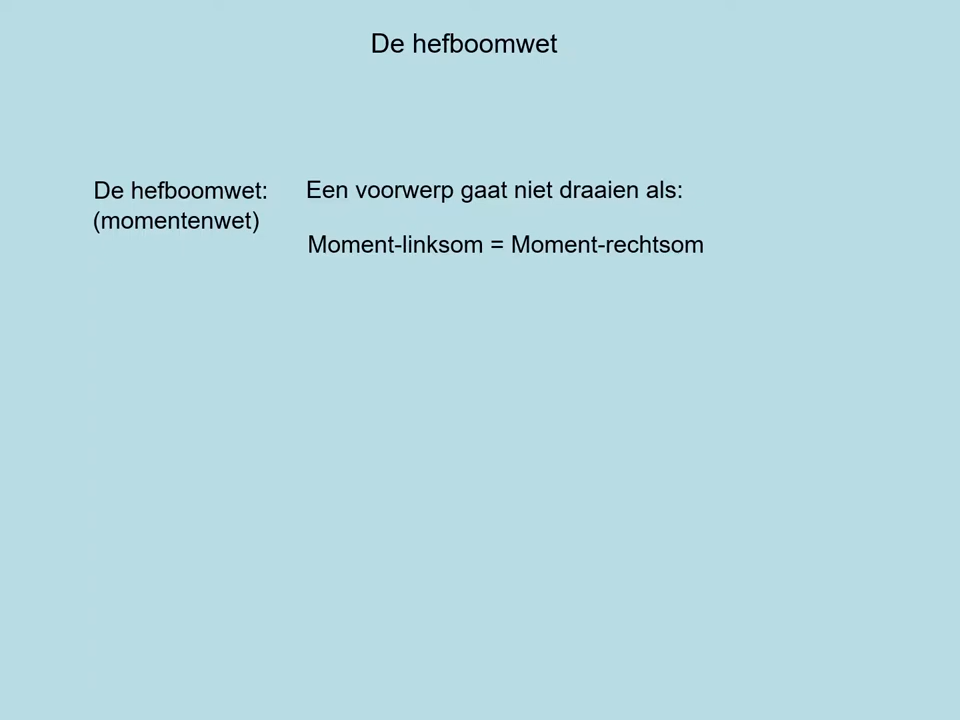 De hefboomwet
De hefboomwet: Een voorwerp gaat niet draaien als:
(momentenwet)
Moment-linksom = Moment-rechtsom